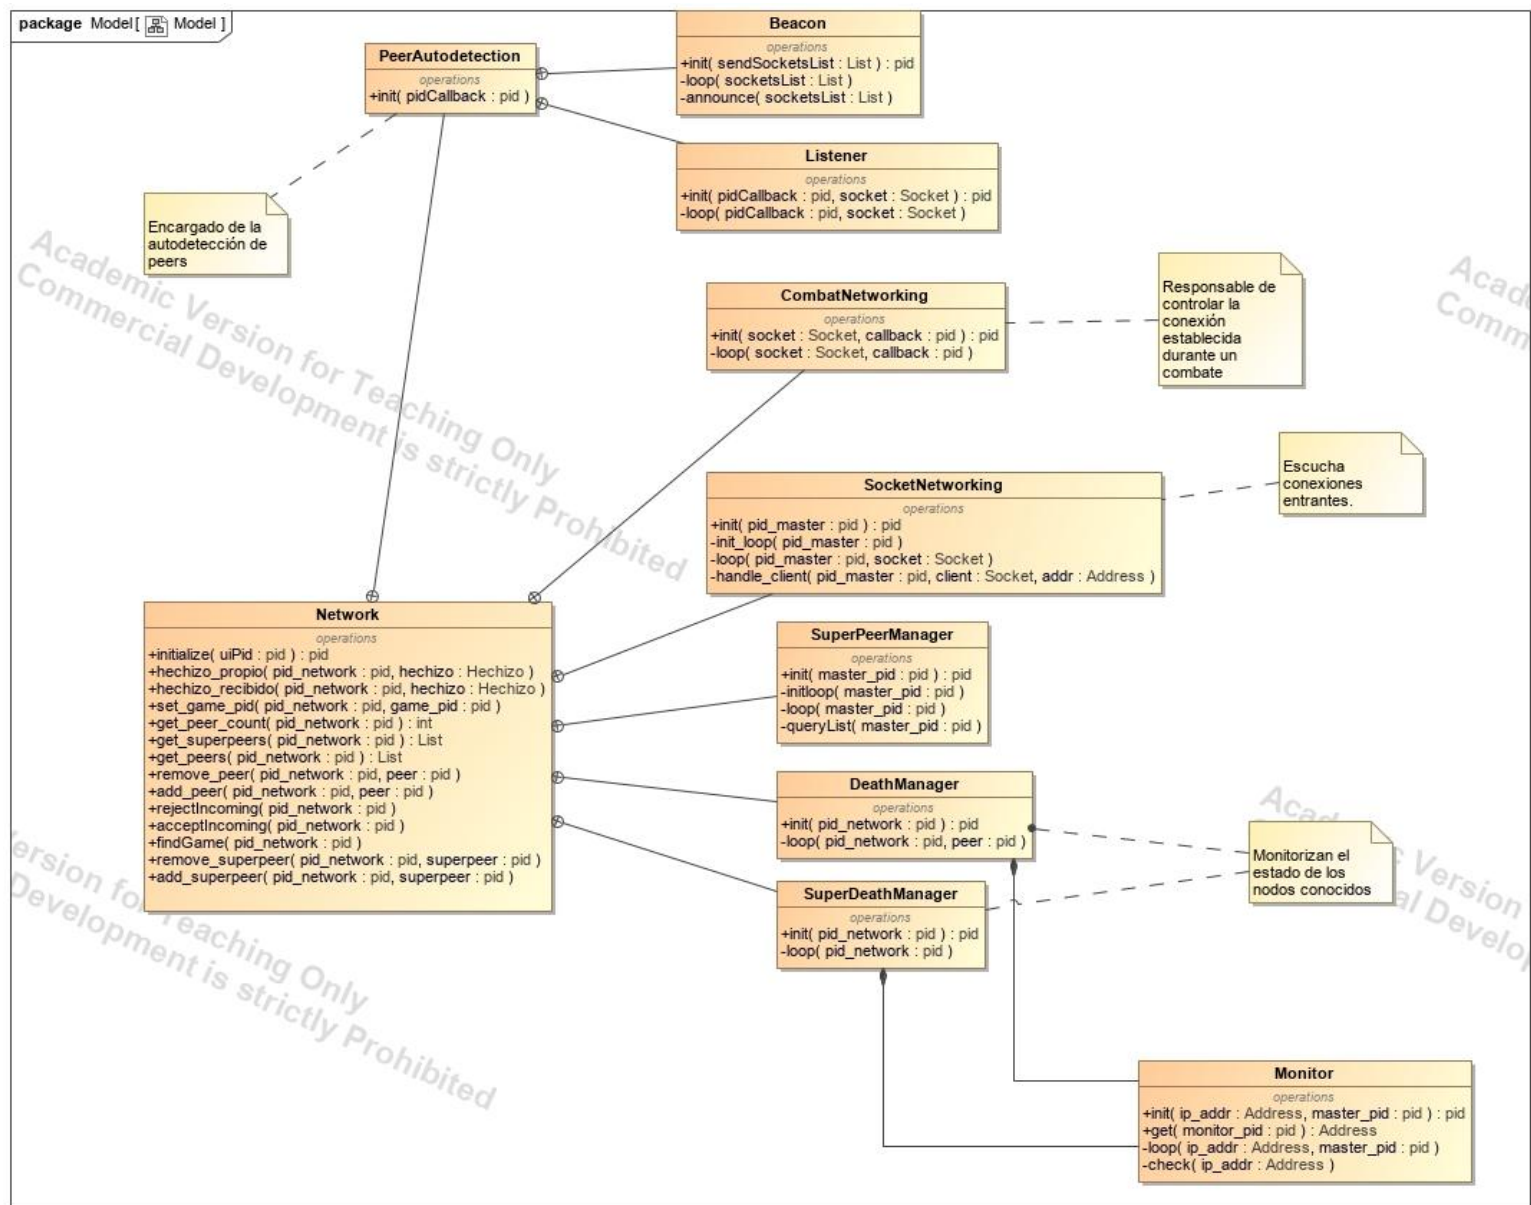 package Model[ Model ]
PeerAutodetection
operations
+init( pidCallback : pid )
Beacon
operations
+init( sendSocketsList : List ) : pid
-loop( socketsList : List )
-announce( socketsList : List )
Listener
operations
+init( pidCallback : pid, socket : Socket ) : pid
-loop( pidCallback : pid, socket : Socket )
Encargado de la
autodetección de
peers
CombatNetworking
operations
+init( socket : Socket, callback : pid ) : pid
-loop( socket : Socket, callback : pid )
Responsable de
controlar la
conexión
establecida
durante un
combate
SocketNetworking
operations
+init( pid_master : pid ) : pid
-init_loop( pid_master : pid )
-loop( pid_master : pid, socket : Socket )
-handle_client( pid_master : pid, client : Socket, addr : Address )
Escucha
conexiones
entrantes.
Network
operations
+initialize( uiPid : pid ) : pid
+hechizo_propio( pid_network : pid, hechizo : Hechizo )
+hechizo_recibido( pid_network : pid, hechizo : Hechizo )
+set_game_pid( pid_network : pid, game_pid : pid )
+get_peer_count( pid_network : pid ) : int
+get_superpeers( pid_network : pid ) : List
+get_peers( pid_network : pid ) : List
+remove_peer( pid_network : pid, peer : pid )
+add_peer( pid_network : pid, peer : pid )
+rejectIncoming( pid_network : pid )
+acceptIncoming( pid_network : pid )
+findGame( pid_network : pid )
+remove_superpeer( pid_network : pid, superpeer : pid )
+add_superpeer( pid_network : pid, superpeer : pid )
SuperPeerManager
operations
+init( master_pid : pid ) : pid
-initloop( master_pid : pid )
-loop( master_pid : pid )
-queryList( master_pid : pid )
DeathManager
operations
+init( pid_network : pid ) : pid
-loop( pid_network : pid, peer : pid )
SuperDeathManager
operations
+init( pid_network : pid ) : pid
-loop( pid_network : pid )
Monitorizan el
estado de los
nodos conocidos
Monitor
operations
+init( ip_addr : Address, master_pid : pid ) : pid
+get( monitor_pid : pid ) : Address
-loop( ip_addr : Address, master_pid : pid )
-check( ip_addr : Address )
Academic Version for Teaching Only
Commercial Development is strictly Prohibited
Version for Teaching Only
Development is strictly Prohibited